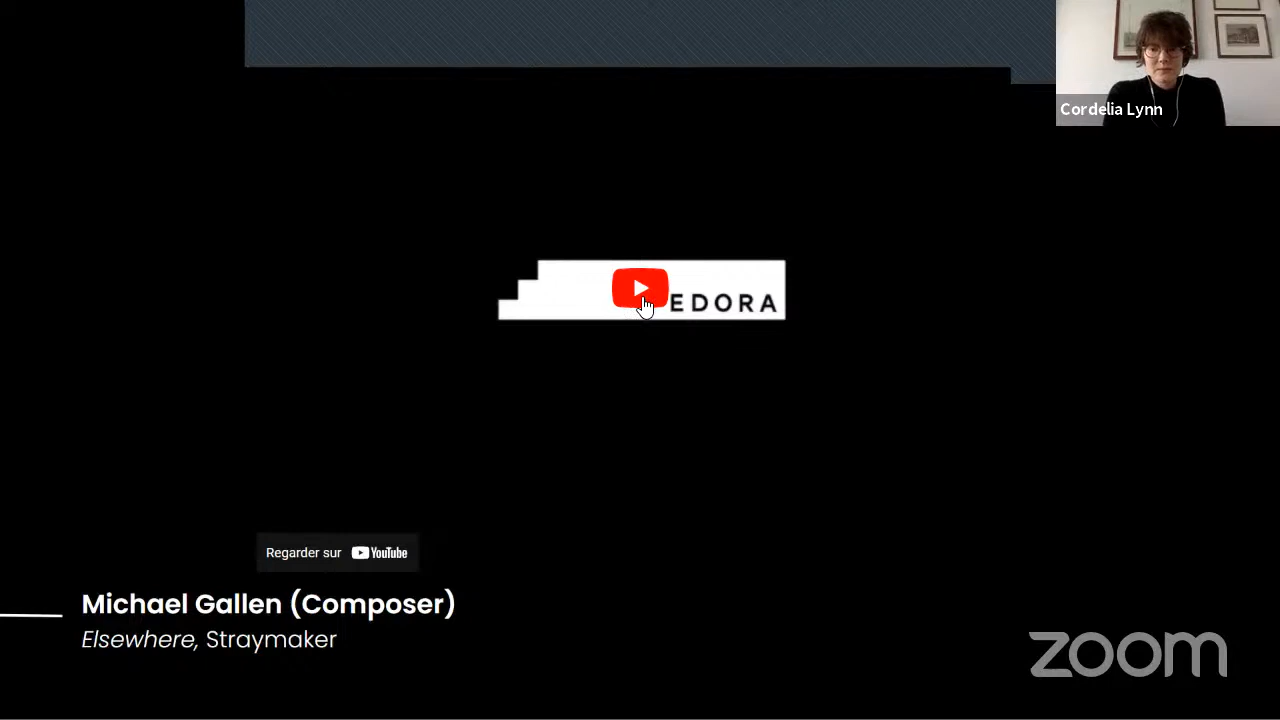 Cordelia Lynn
EDORA
Regarder sur YouTube
Michael Gallen (Composer)
Elsewhere, Straymaker
zoom